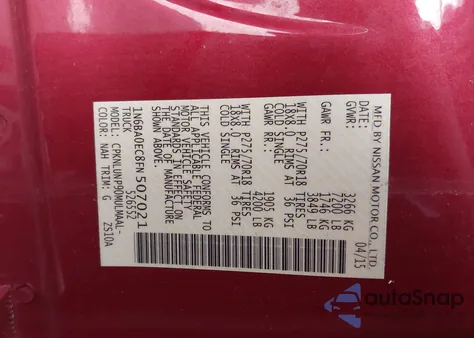 MFD BY NISSAN MOTOR CO., LTD.
DATE: 04/15
GVWR: 3266 KG
7200 LB
GAWR FR.: 1746 KG
3849 LB
WITH P275/70R18 TIRES
18x8.0 RIMS AT 36 PSI
COLD SINGLE
GAWR RR.: 1905 KG
4200 LB
WITH P275/70R18 TIRES
18x8.0 RIMS AT 36 PSI
COLD SINGLE
THIS VEHICLE CONFORMS TO
ALL APPLICABLE FEDERAL
MOTOR VEHICLE SAFETY
STANDARDS IN EFFECT ON
THE DATE OF MANUFACTURE
SHOWN ABOVE
1N6BA0EC8FN507021
TRUCK 526552
MODEL: CPKNLUNP90MULMAAL-
COLOR: NAH TRIM: G ZS10A
autoSnap